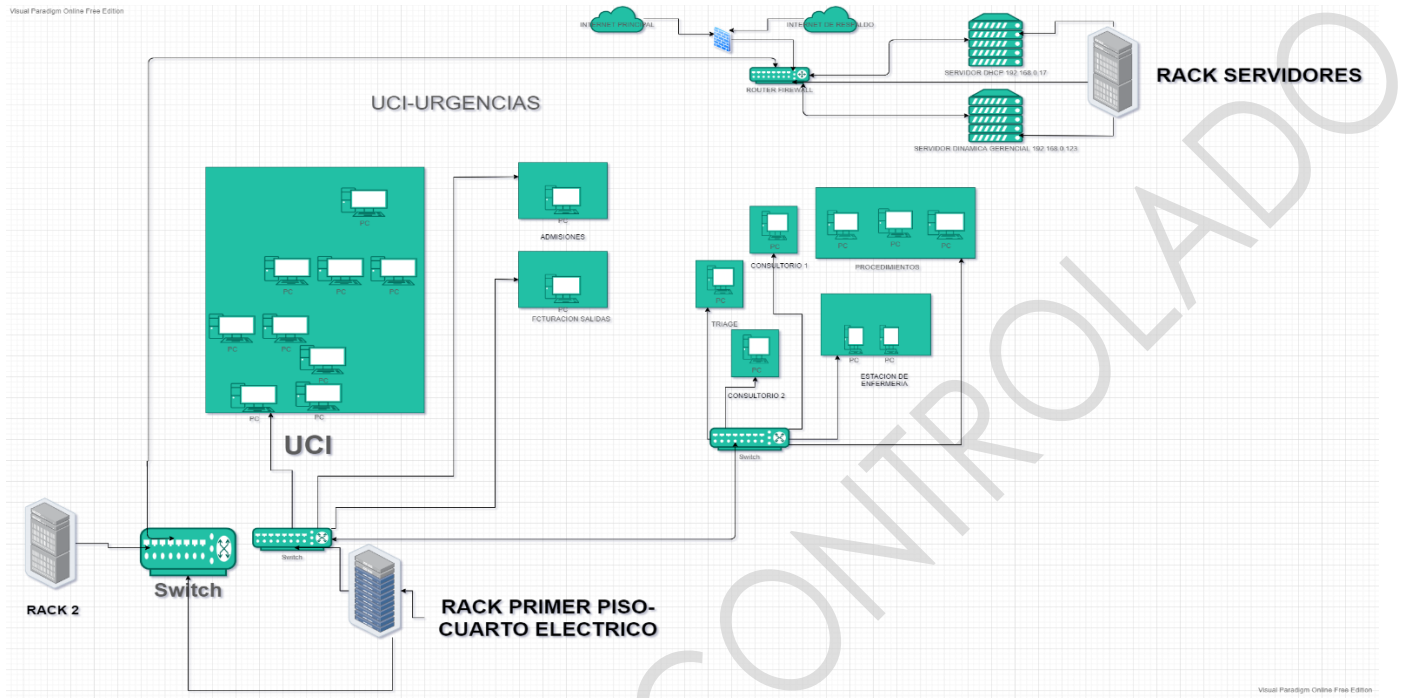 Visual Paradigm Online Free Edition
INTERNET PRINCIPAL
INTERNET DE RESPALDO
SERVIDOR DHCP 192.168.0.17
RACK SERVIDORES
ROUTER FIREWALL
UCI-URGENCIAS
SERVIDOR DINAMICA GERENCIAL 192.168.0.123
PC
PC
ADMISIONES
PC
PC
PC
PC
PROCEDIMIENTOS
PC
CONSULTORIO 1
PC
PC
PC
PC
FCTURACION SALIDAS
PC
TRIAGE
PC
PC
PC
PC
PC
ESTACION DE
ENFERMERIA
PC
CONSULTORIO 2
PC
PC
UCI
Switch
Switch
Switch
RACK 2
RACK PRIMER PISO-
CUARTO ELECTRICO
CONTROLADO
Visual Paradigm Online Free Edition